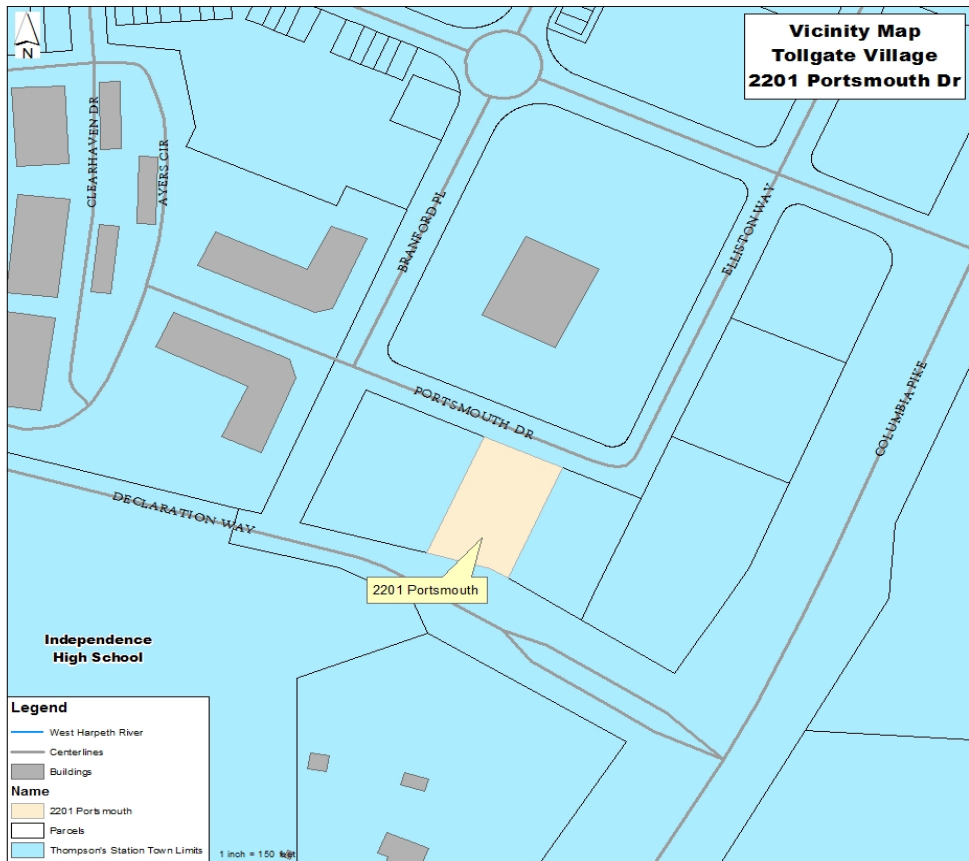 N
Vicinity Map
Tollgate Village
2201 Portsmouth Dr
CLEARHAVEN DR
AYERS CIR
BRANFORD PL
ELLISTON WAY
COLUMBIA PIKE
PORTSMOUTH DR
DECLARATION WAY
2201 Portsmouth
Independence
High School
Legend
West Harpeth River
Centerlines
Buildings
Name
2201 Portsmouth
Parcels
Thompson's Station Town Limits
1 inch = 150 feet